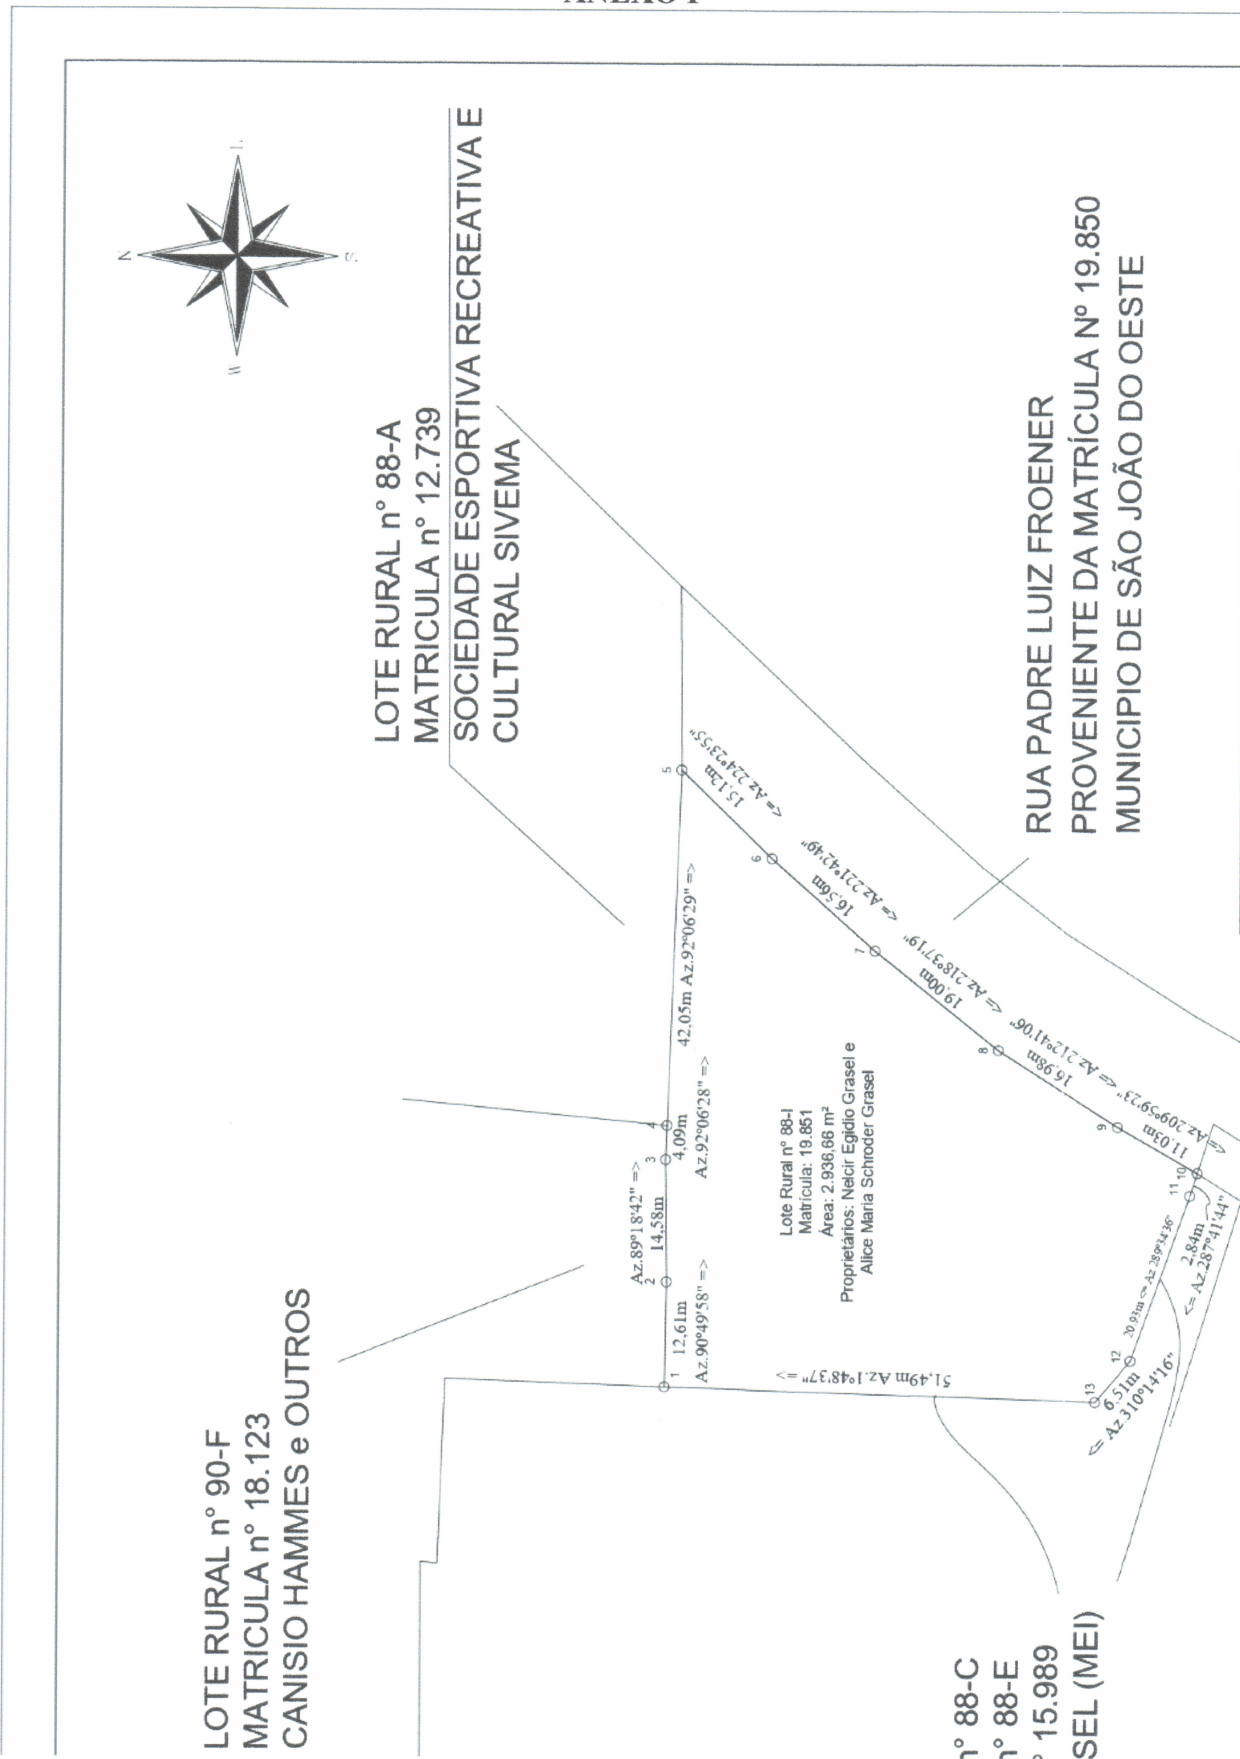 N
L
S
W
LOTE RURAL n° 90-F
MATRICULA n° 18.123
CANISIO HAMMES e OUTROS
LOTE RURAL n° 88-A
MATRICULA n° 12.739
SOCIEDADE ESPORTIVA RECREATIVA E
CULTURAL SIVEMA
1
12,61m
Az.90°49'58" =>
2
Az.89°18'42" =>
14.58m
3
4
4,09m
Az.92°06'28" =>
42.05m Az.92°06'29" =>
5
<= Az.224°23'55"
15,12m
6
<= Az.221°42'49"
16,56m
7
<= Az.218°37'19"
19,00m
8
<= Az.212°41'06"
16,98m
9
<= Az.209°59'23"
11,03m
10
11
2,84m
<= Az.287°41'44"
20,93m <= Az.289°34'36"
12
6,51m
<= Az.310°14'16"
13
51,49m Az.1°48'37" =>
Lote Rural n° 88-I
Matrícula: 19.851
Área: 2.936,66 m²
Proprietários: Nelcir Egidio Grasel e
Alice Maria Schroder Grasel
RUA PADRE LUIZ FROENER
PROVENIENTE DA MATRÍCULA Nº 19.850
MUNICIPIO DE SÃO JOÃO DO OESTE
n° 88-C
n° 88-E
° 15.989
SEL (MEI)